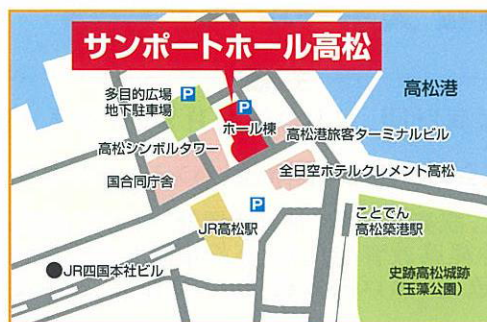 サンポートホール高松
多目的広場
地下駐車場
P
P
ホール棟
高松港
高松シンボルタワー
高松港旅客ターミナルビル
国合同庁舎
全日空ホテルクレメント高松
P
JR高松駅
ことでん
高松築港駅
JR四国本社ビル
史跡高松城跡
(玉藻公園)